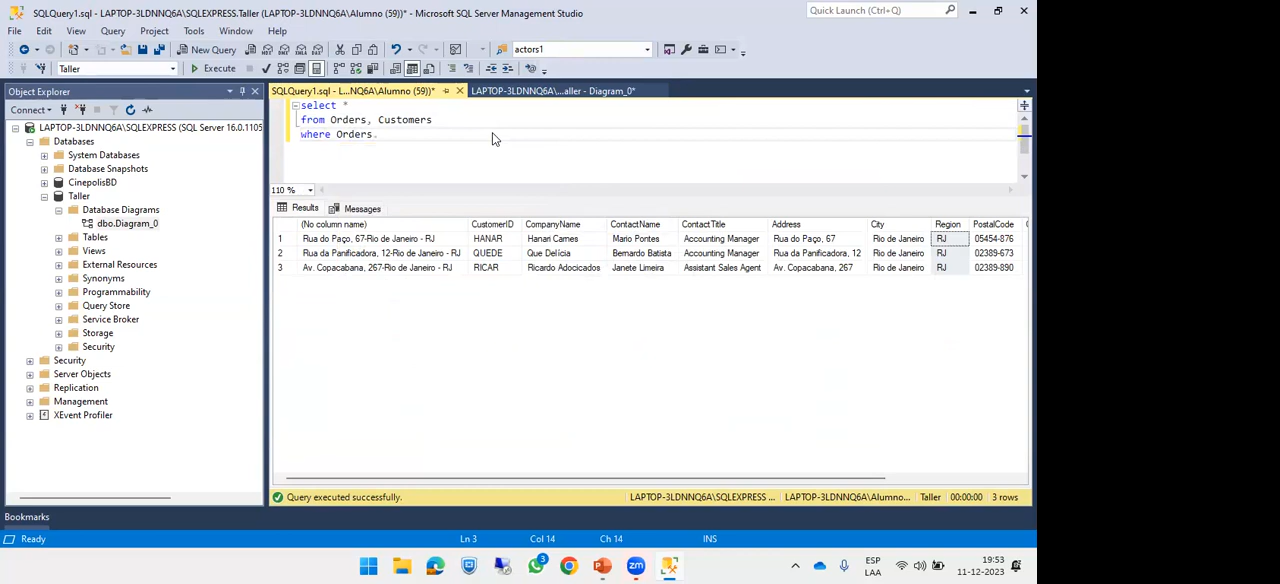 SQLQuery1.sql - LAPTOP-3LDNNQ6A\SQLEXPRESS.Taller (LAPTOP-3LDNNQ6A\Alumno (59))* - Microsoft SQL Server Management Studio
Quick Launch (Ctrl+Q)
File Edit View Query Project Tools Window Help
New Query actors1
Taller Execute
Object Explorer
SQLQuery1.sql - L...NQ6A\Alumno (59))* LAPTOP-3LDNNQ6A\...aller - Diagram_0*
Connect
LAPTOP-3LDNNQ6A\SQLEXPRESS (SQL Server 16.0.1105
Databases
System Databases
Database Snapshots
CinepolisBD
Taller
Database Diagrams
dbo.Diagram_0
Tables
Views
External Resources
Synonyms
Programmability
Query Store
Service Broker
Storage
Security
Security
Server Objects
Replication
Management
XEvent Profiler
select *
from Orders, Customers
where Orders.
110 %
Results Messages
(No column name) CustomerID CompanyName ContactName ContactTitle Address City Region PostalCode
1 Rua do Paço, 67-Rio de Janeiro - RJ HANAR Hanari Carnes Mario Pontes Accounting Manager Rua do Paço, 67 Rio de Janeiro RJ 05454-876
2 Rua da Panificadora, 12-Rio de Janeiro - RJ QUEDE Que Delícia Bernardo Batista Accounting Manager Rua da Panificadora, 12 Rio de Janeiro RJ 02389-673
3 Av. Copacabana, 267-Rio de Janeiro - RJ RICAR Ricardo Adocicados Janete Limeira Assistant Sales Agent Av. Copacabana, 267 Rio de Janeiro RJ 02389-890
Query executed successfully. LAPTOP-3LDNNQ6A\SQLEXPRESS ... LAPTOP-3LDNNQ6A\Alumno... Taller 00:00:00 3 rows
Bookmarks
Ready Ln 3 Col 14 Ch 14 INS
3
zm
ESP
LAA
19:53
11-12-2023